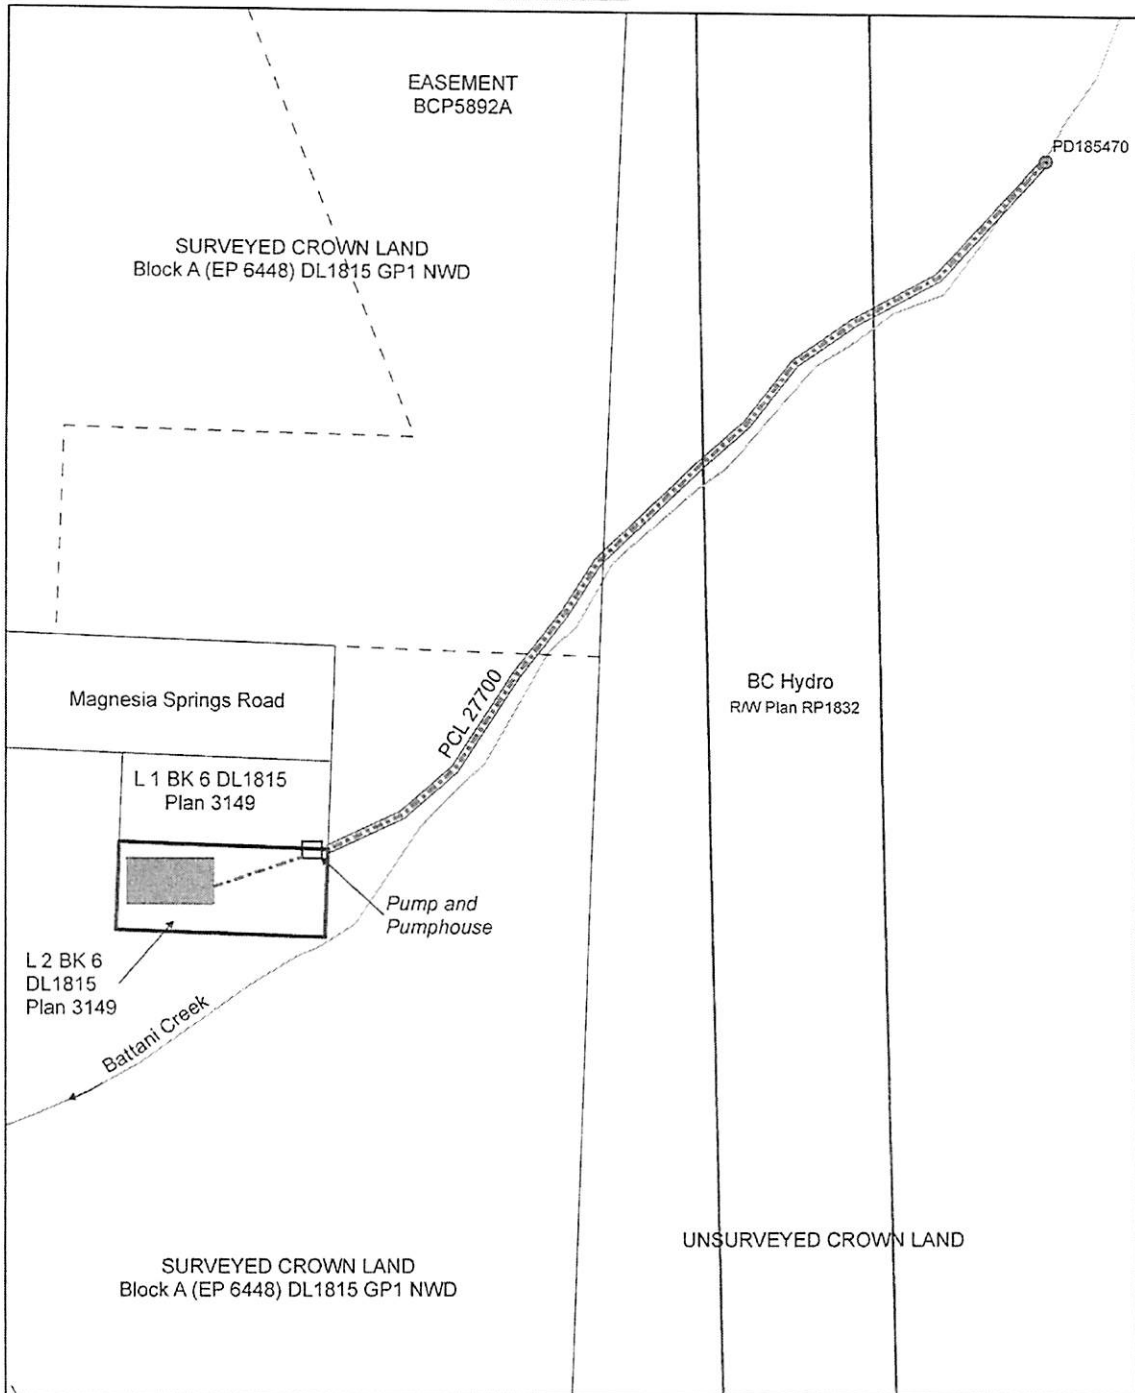 EASEMENT
BCP5892A
PD185470
SURVEYED CROWN LAND
Block A (EP 6448) DL1815 GP1 NWD
PCL 27700
BC Hydro
R/W Plan RP1832
Magnesia Springs Road
L 1 BK 6 DL1815
Plan 3149
Pump and
Pumphouse
L 2 BK 6
DL1815
Plan 3149
Battani Creek
UNSURVEYED CROWN LAND
SURVEYED CROWN LAND
Block A (EP 6448) DL1815 GP1 NWD